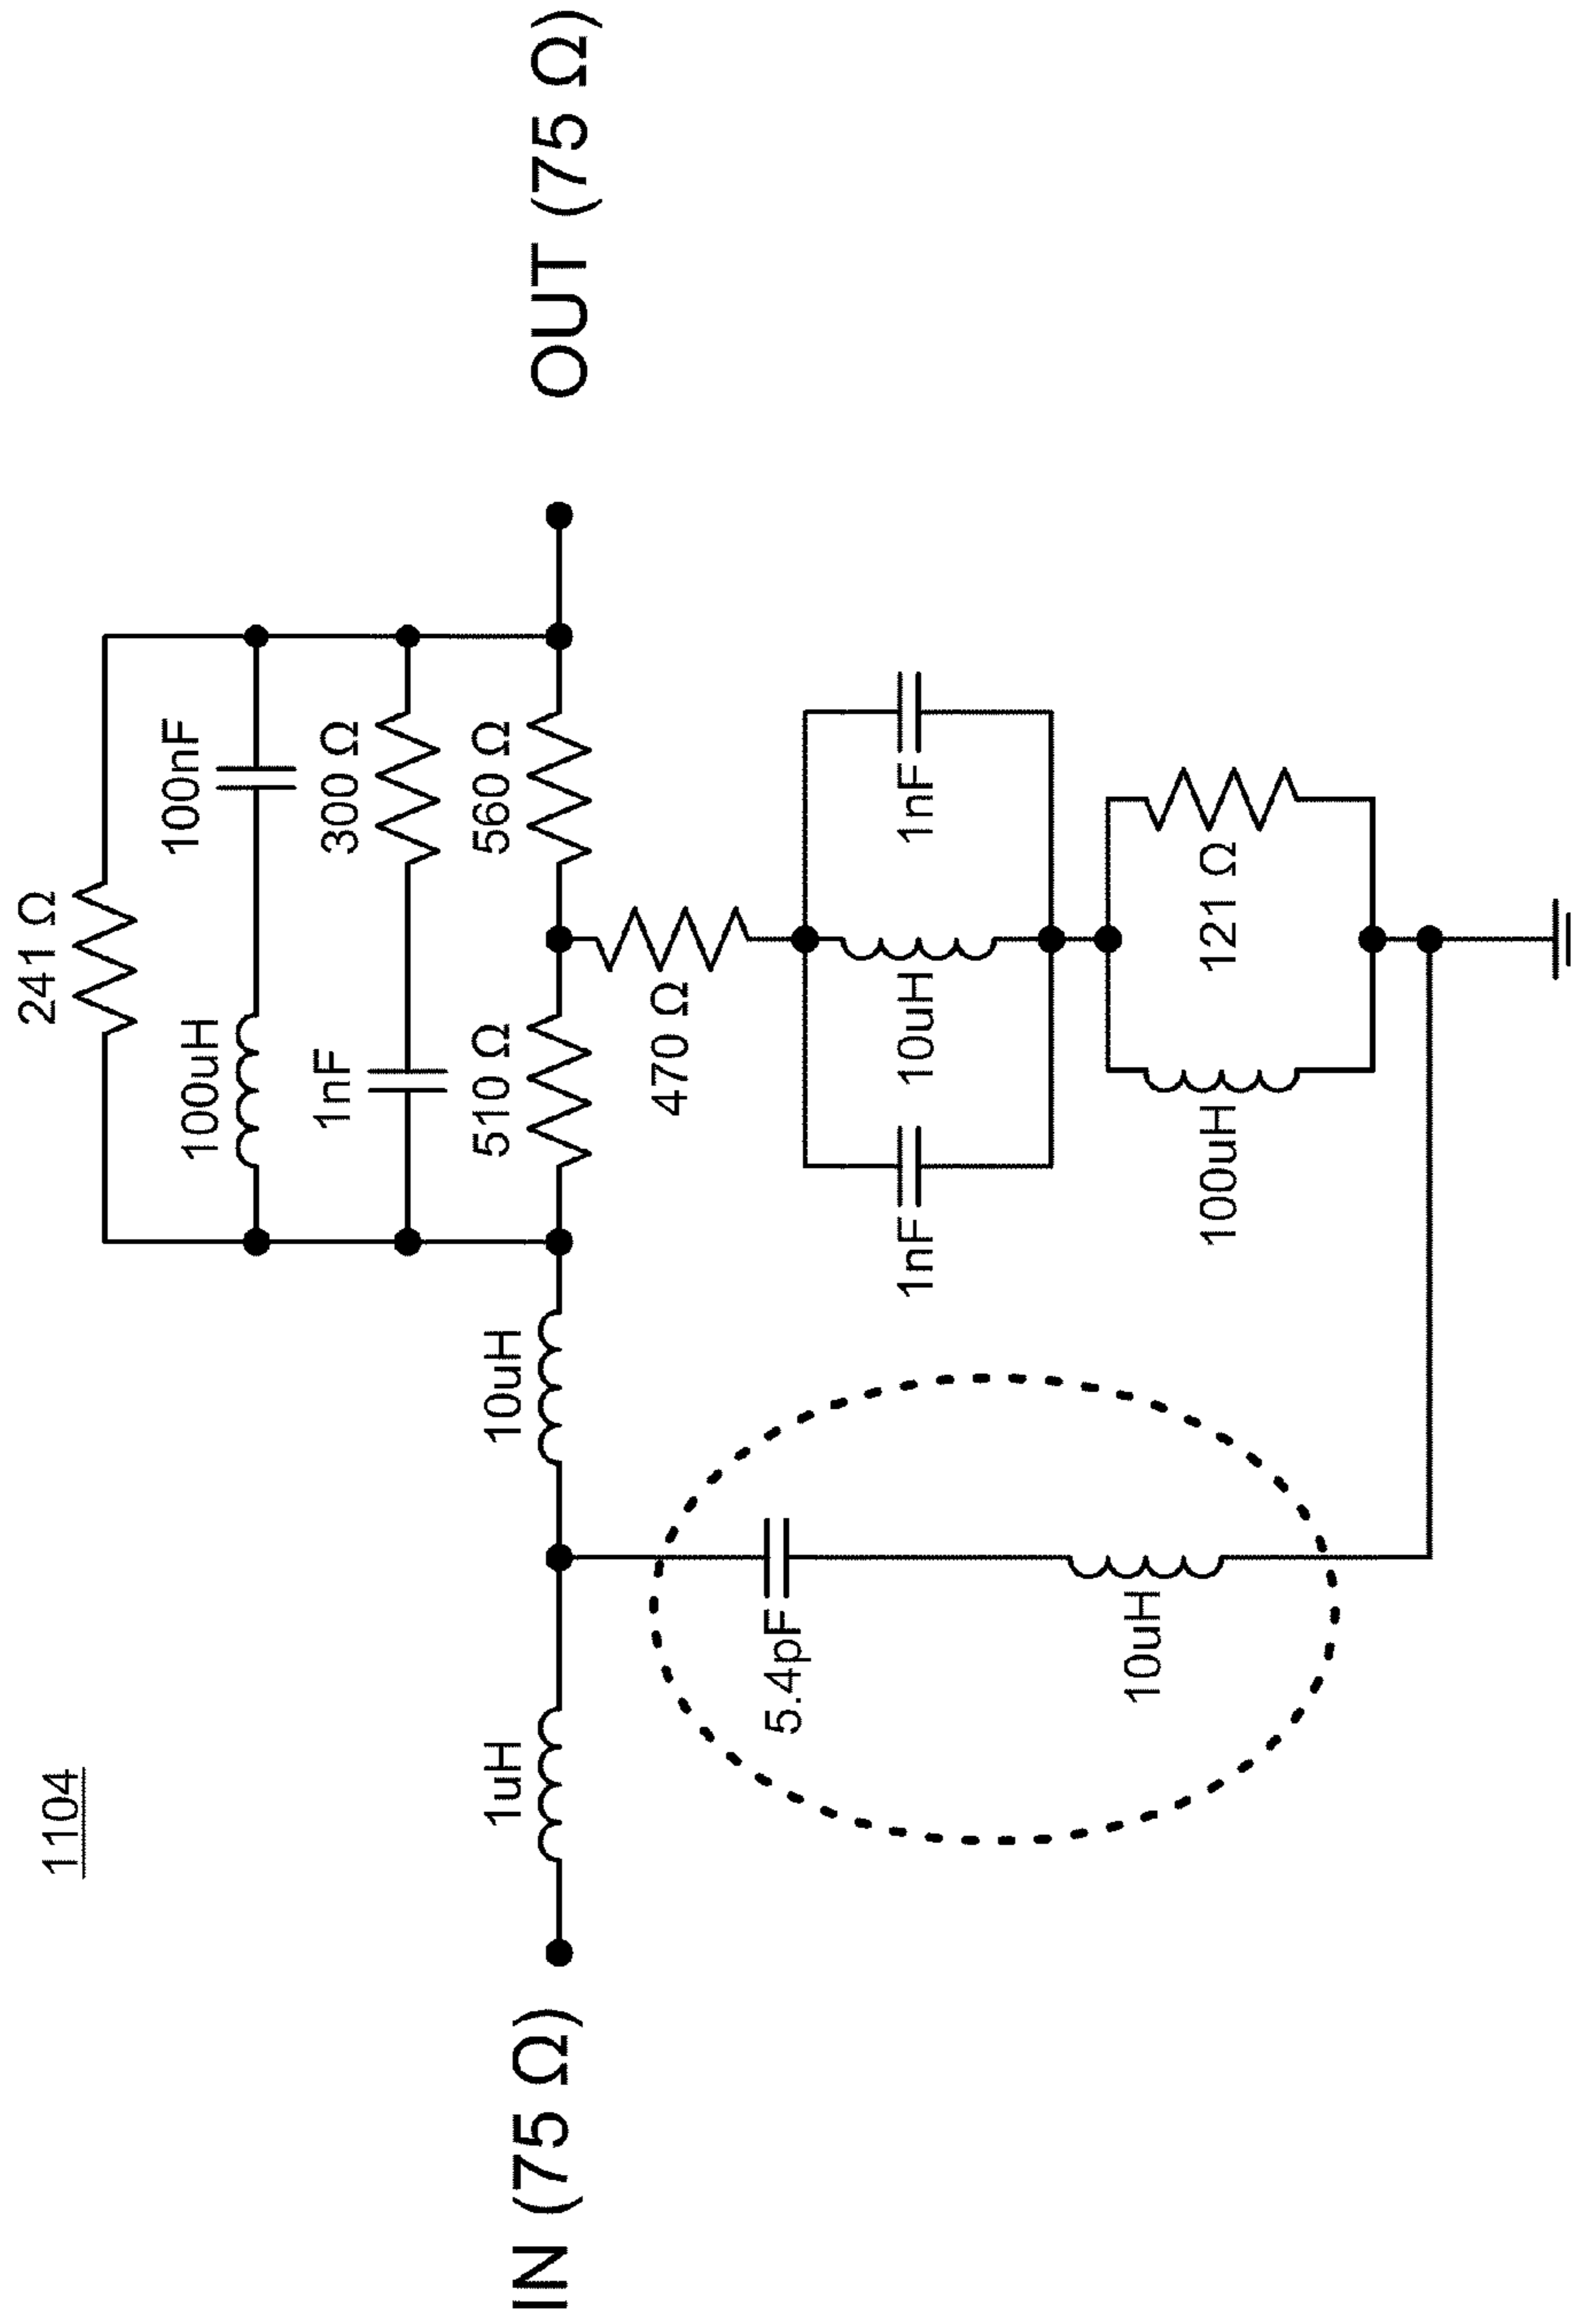 1104
241 Ω
100uH
100nF
1nF
300 Ω
IN (75 Ω)
1uH
10uH
510 Ω
560 Ω
OUT (75 Ω)
470 Ω
5.4pF
1nF
10uH
1nF
10uH
100uH
121 Ω